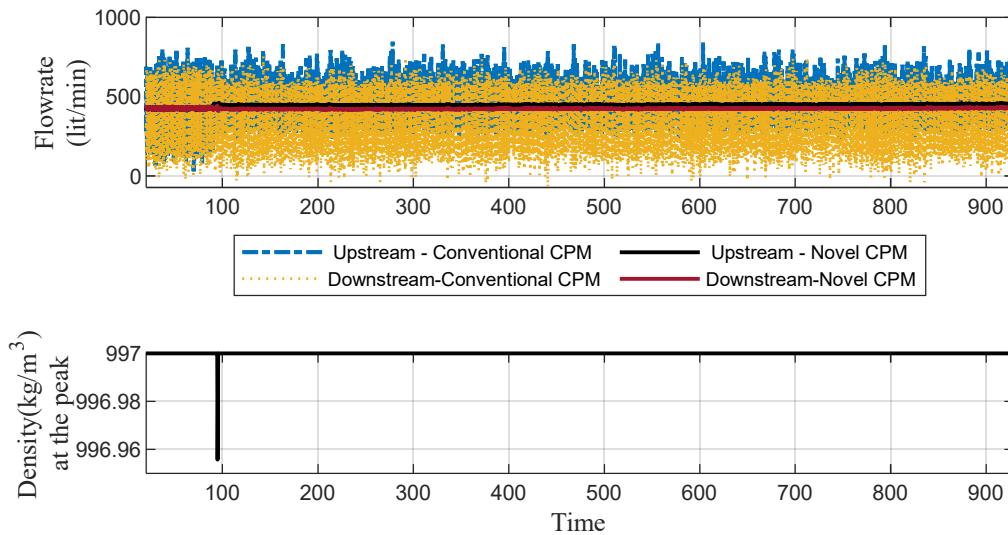 1000
500
0
Flowrate
(lit/min)
100 200 300 400 500 600 700 800 900
Upstream - Conventional CPM
Upstream - Novel CPM
Downstream-Conventional CPM
Downstream-Novel CPM
997
996.98
996.96
Density(kg/m³)
at the peak
100 200 300 400 500 600 700 800 900
Time